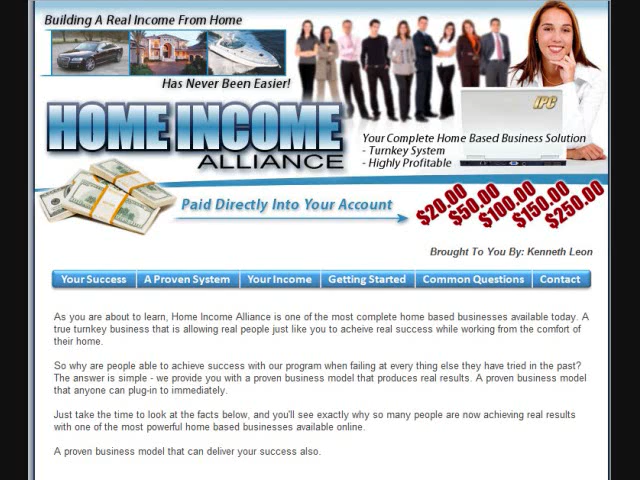 Building A Real Income From Home
Has Never Been Easier!
HOME INCOME
ALLIANCE
IPC
Your Complete Home Based Business Solution
- Turnkey System
- Highly Profitable
Paid Directly Into Your Account
$20.00
$50.00
$100.00
$150.00
$250.00
Brought To You By: Kenneth Leon
Your Success
A Proven System
Your Income
Getting Started
Common Questions
Contact
As you are about to learn, Home Income Alliance is one of the most complete home based businesses available today. A
true turnkey business that is allowing real people just like you to acheive real success while working from the comfort of
their home.
So why are people able to achieve success with our program when failing at every thing else they have tried in the past?
The answer is simple - we provide you with a proven business model that produces real results. A proven business model
that anyone can plug-in to immediately.
Just take the time to look at the facts below, and you'll see exactly why so many people are now achieving real results
with one of the most powerful home based businesses available online.
A proven business model that can deliver your success also.